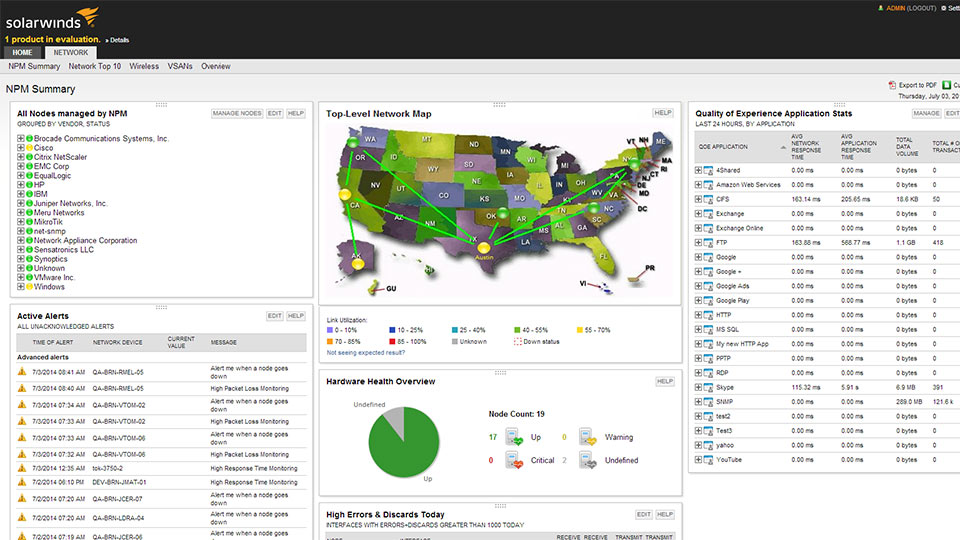 solarwinds
ADMIN (LOGOUT)
1 product in evaluation. » Details
HOME NETWORK
NPM Summary Network Top 10 Wireless VSANs Overview
NPM Summary
Export to PDF
Thursday, July 03, 20
All Nodes managed by NPM
MANAGE NODES EDIT HELP
GROUPED BY VENDOR, STATUS
Brocade Communications Systems, Inc.
Cisco
Citrix NetScaler
EMC Corp
EqualLogic
HP
IBM
Juniper Networks, Inc.
Meru Networks
MikroTik
net-snmp
Network Appliance Corporation
Sensatronics LLC
Synoptics
Unknown
VMware Inc.
Windows
Active Alerts
EDIT HELP
ALL UNACKNOWLEDGED ALERTS
TIME OF ALERT NETWORK DEVICE CURRENT VALUE MESSAGE
Advanced alerts
7/3/2014 08:41 AM QA-BRN-RMEL-05 Alert me when a node goes down
7/3/2014 08:40 AM QA-BRN-RMEL-05 High Packet Loss Monitoring
7/3/2014 07:34 AM QA-BRN-VTOM-02 Alert me when a node goes down
7/3/2014 07:33 AM QA-BRN-VTOM-02 High Packet Loss Monitoring
7/3/2014 07:33 AM QA-BRN-VTOM-06 Alert me when a node goes down
7/3/2014 07:32 AM QA-BRN-VTOM-06 High Packet Loss Monitoring
7/3/2014 12:35 AM tok-3750-2 High Response Time Monitoring
7/2/2014 06:10 PM DEV-BRN-JMAT-01 High Response Time Monitoring
7/2/2014 07:20 AM QA-BRN-JCER-07 Alert me when a node goes down
7/2/2014 07:20 AM QA-BRN-LDRA-04 Alert me when a node goes down
7/2/2014 07:19 AM QA-BRN-JCER-06 Alert me when a node goes
Top-Level Network Map
HELP
WA MT ND MN WI MI VT NH ME
OR ID WY SD IA PA MA RI CT NJ DE MD DC
NV UT CO NE KS MO IL IN WV VA
CA AZ NM OK AR TN NC SC
TX LA MS AL GA FL
Austin
AK HI GU VI PR
Link Utilization:
0 - 10% 10 - 25% 25 - 40% 40 - 55% 55 - 70%
70 - 85% 85 - 100% Unknown Down status
Not seeing expected result?
Hardware Health Overview
HELP
Undefined
Up
Node Count: 19
17 Up 0 Warning
0 Critical 2 Undefined
High Errors & Discards Today
EDIT HELP
INTERFACES WITH ERRORS+DISCARDS GREATER THAN 1000 TODAY
RECEIVE RECEIVE TRANSMIT TRANSMIT
Quality of Experience Application Stats
MANAGE EDIT
LAST 24 HOURS, BY APPLICATION
QOE APPLICATION AVG NETWORK RESPONSE TIME AVG APPLICATION RESPONSE TIME TOTAL DATA VOLUME TOTAL # O
4Shared 0.00 ms 0.00 ms 0 bytes 0
Amazon Web Services 0.00 ms 0.00 ms 0 bytes 0
CIFS 163.14 ms 205.65 ms 18.6 KB 50
Exchange 0.00 ms 0.00 ms 0 bytes 0
Exchange Online 0.00 ms 0.00 ms 0 bytes 0
FTP 163.88 ms 568.77 ms 1.1 GB 418
Google 0.00 ms 0.00 ms 0 bytes 0
Google + 0.00 ms 0.00 ms 0 bytes 0
Google Ads 0.00 ms 0.00 ms 0 bytes 0
Google Play 0.00 ms 0.00 ms 0 bytes 0
HTTP 0.00 ms 0.00 ms 0 bytes 0
MS SQL 0.00 ms 0.00 ms 0 bytes 0
My new HTTP App 0.00 ms 0.00 ms 0 bytes 0
PPTP 0.00 ms 0.00 ms 0 bytes 0
RDP 0.00 ms 0.00 ms 0 bytes 0
Skype 115.32 ms 5.91 s 6.9 MB 391
SNMP 0.00 ms 0.00 ms 289.0 MB 121.6 k
test2 0.00 ms 0.00 ms 0 bytes 0
Test3 0.00 ms 0.00 ms 0 bytes 0
yahoo 0.00 ms 0.00 ms 0 bytes 0
YouTube 0.00 ms 0.00 ms 0 bytes 0